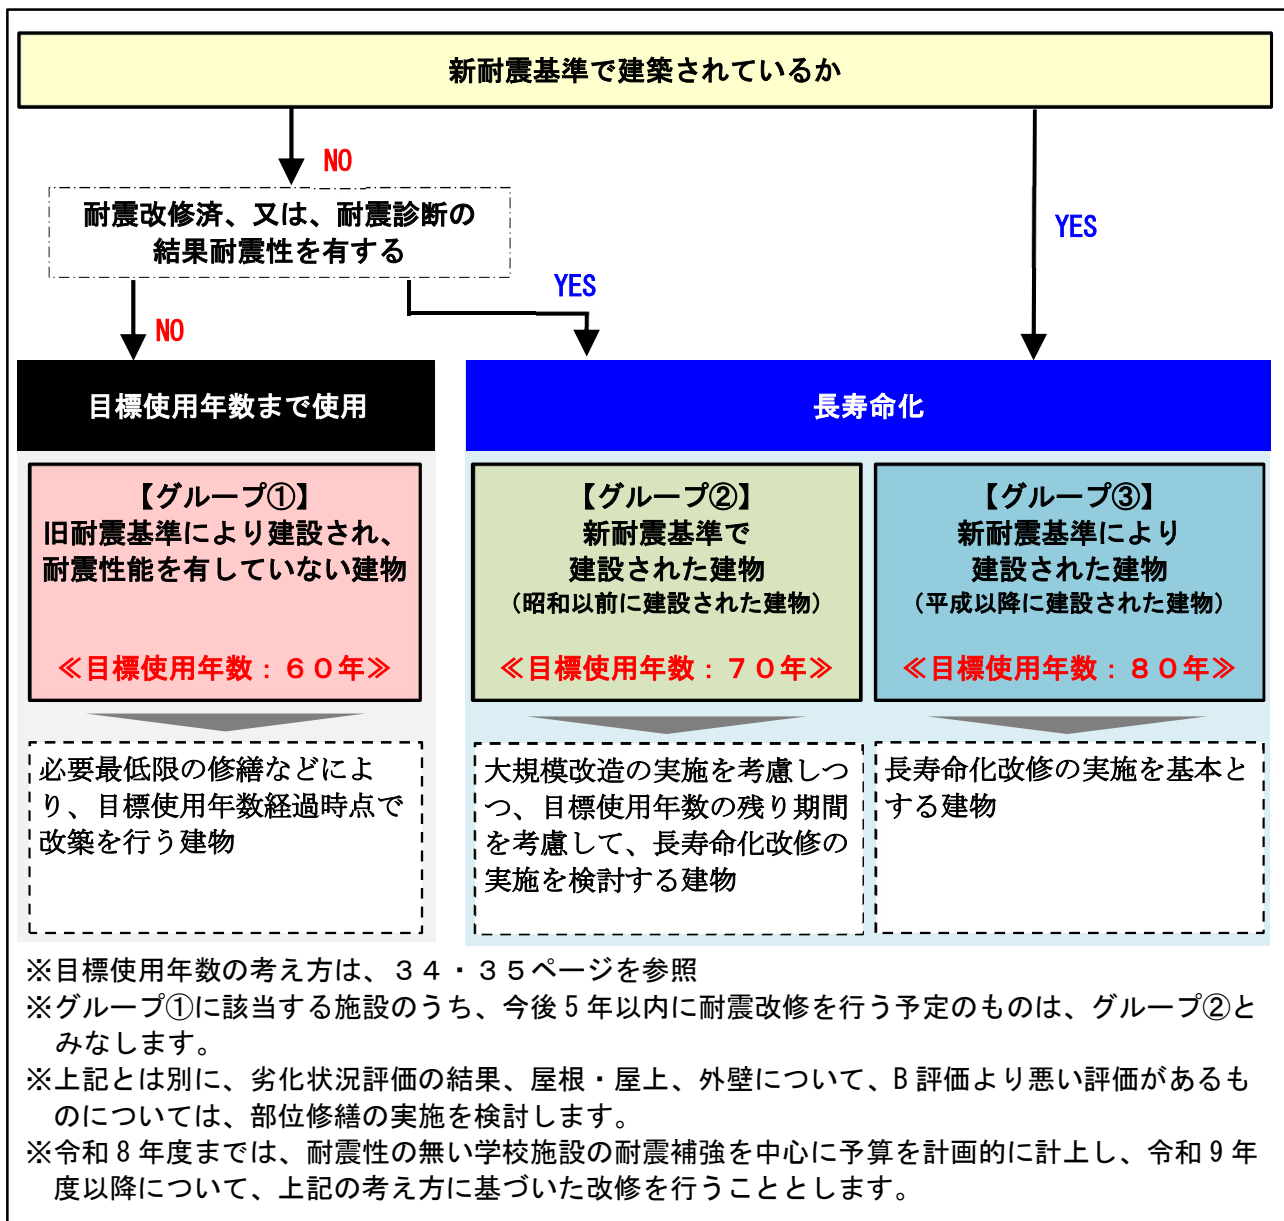 新耐震基準で建築されているか
NO
YES
耐震改修済、又は、耐震診断の
結果耐震性を有する
NO
YES
目標使用年数まで使用
長寿命化
【グループ①】
旧耐震基準により建設され、
耐震性能を有していない建物
≪目標使用年数：６０年≫
【グループ②】
新耐震基準で
建設された建物
（昭和以前に建設された建物）
≪目標使用年数：７０年≫
【グループ③】
新耐震基準により
建設された建物
（平成以降に建設された建物）
≪目標使用年数：８０年≫
必要最低限の修繕などによ
り、目標使用年数経過時点で
改築を行う建物
大規模改造の実施を考慮しつ
つ、目標使用年数の残り期間
を考慮して、長寿命化改修の
実施を検討する建物
長寿命化改修の実施を基本と
する建物
※目標使用年数の考え方は、３４・３５ページを参照
※グループ①に該当する施設のうち、今後５年以内に耐震改修を行う予定のものは、グループ②と
みなします。
※上記とは別に、劣化状況評価の結果、屋根・屋上、外壁について、B 評価より悪い評価があるも
のについては、部位修繕の実施を検討します。
※令和８年度までは、耐震性の無い学校施設の耐震補強を中心に予算を計画的に計上し、令和９年
度以降について、上記の考え方に基づいた改修を行うこととします。